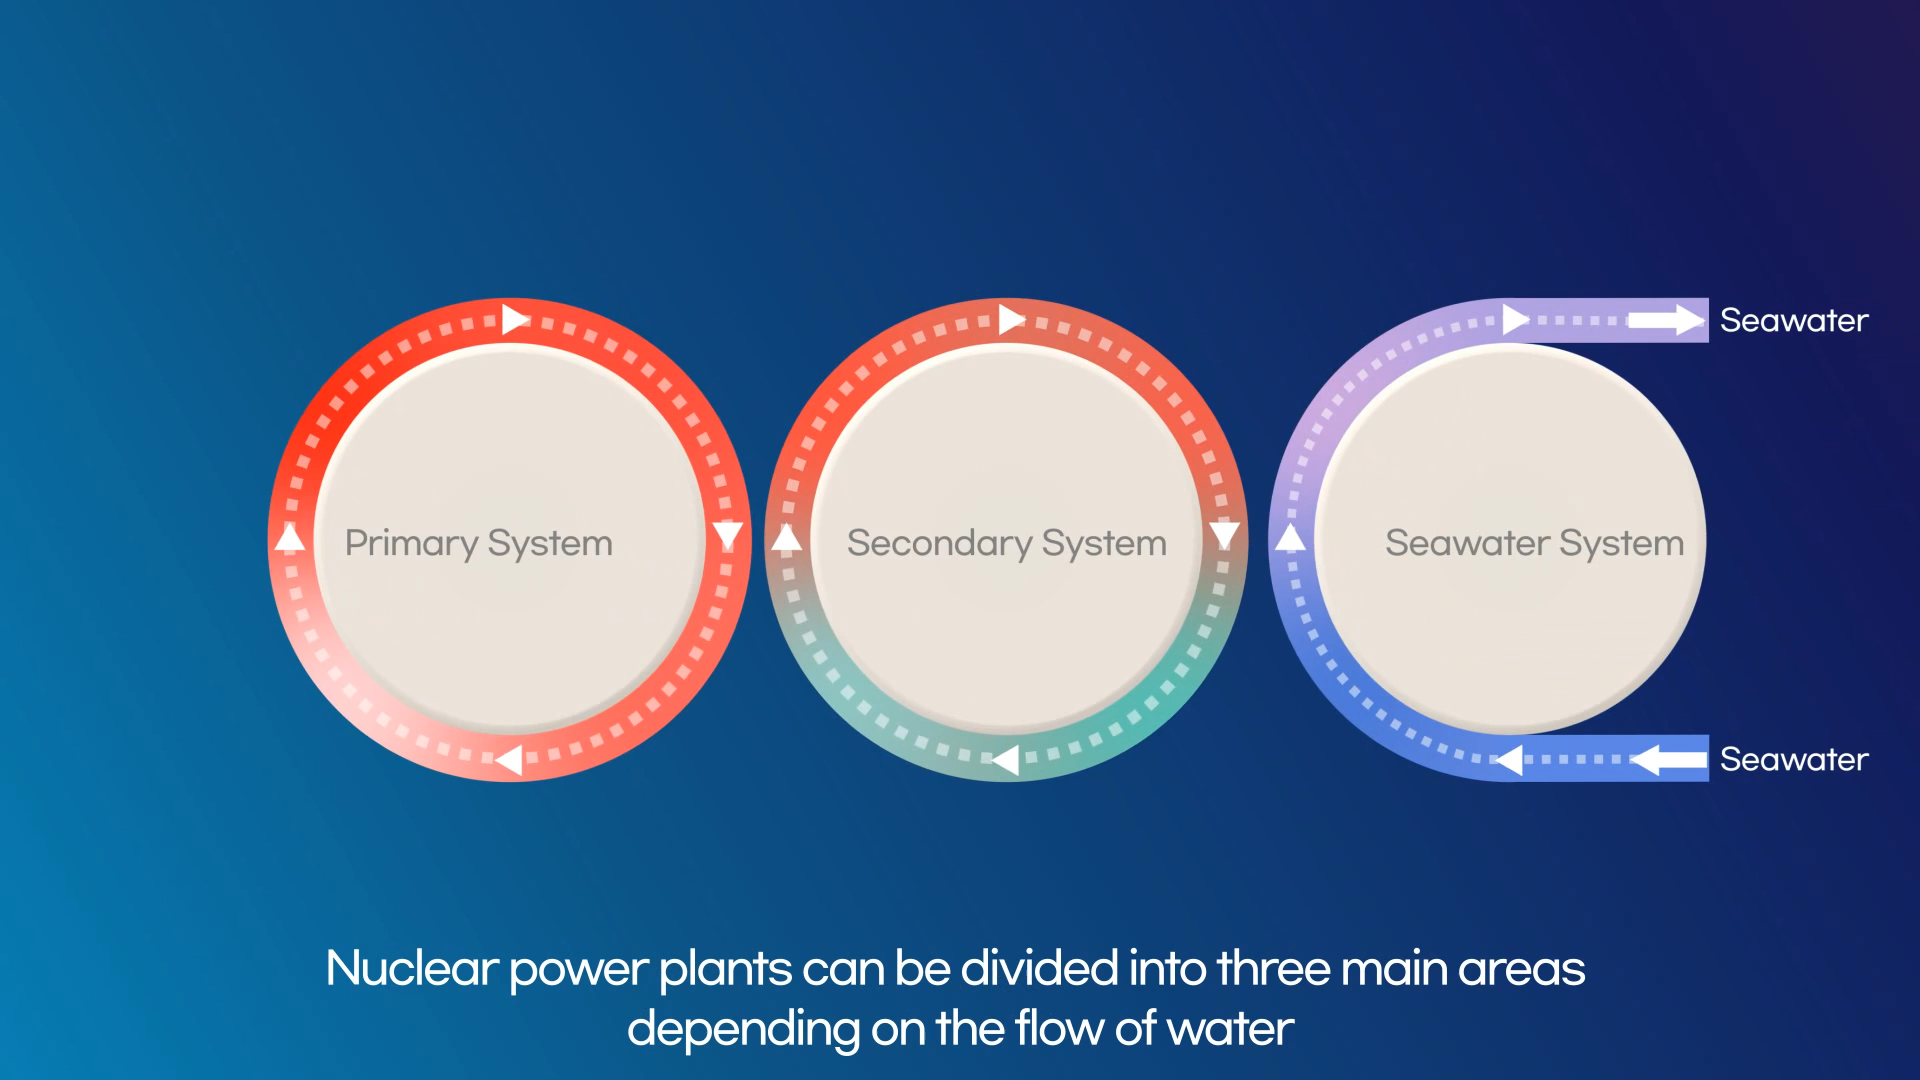 Seawater
Primary System
Secondary System
Seawater System
Seawater
Nuclear power plants can be divided into three main areas
depending on the flow of water